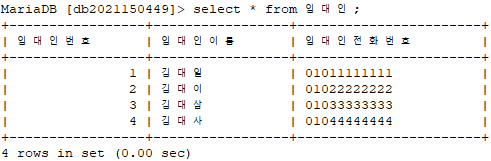 MariaDB [db2021150449]> select * from 임대인;
+-----------------+-----------------+-----------------------+
| 임대인번호 | 임대인이름 | 임대인전화번호 |
+-----------------+-----------------+-----------------------+
| 1 | 김대일 | 01011111111 |
| 2 | 김대이 | 01022222222 |
| 3 | 김대삼 | 01033333333 |
| 4 | 김대사 | 01044444444 |
+-----------------+-----------------+-----------------------+
4 rows in set (0.00 sec)